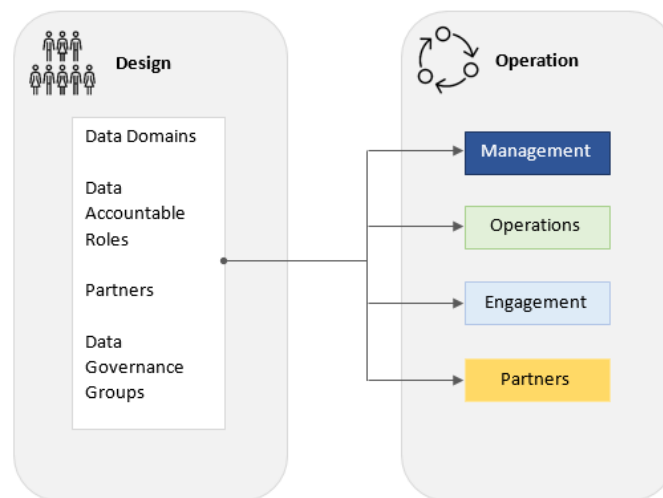 Design
Data Domains
Data
Accountable
Roles
Partners
Data
Governance
Groups
Operation
Management
Operations
Engagement
Partners